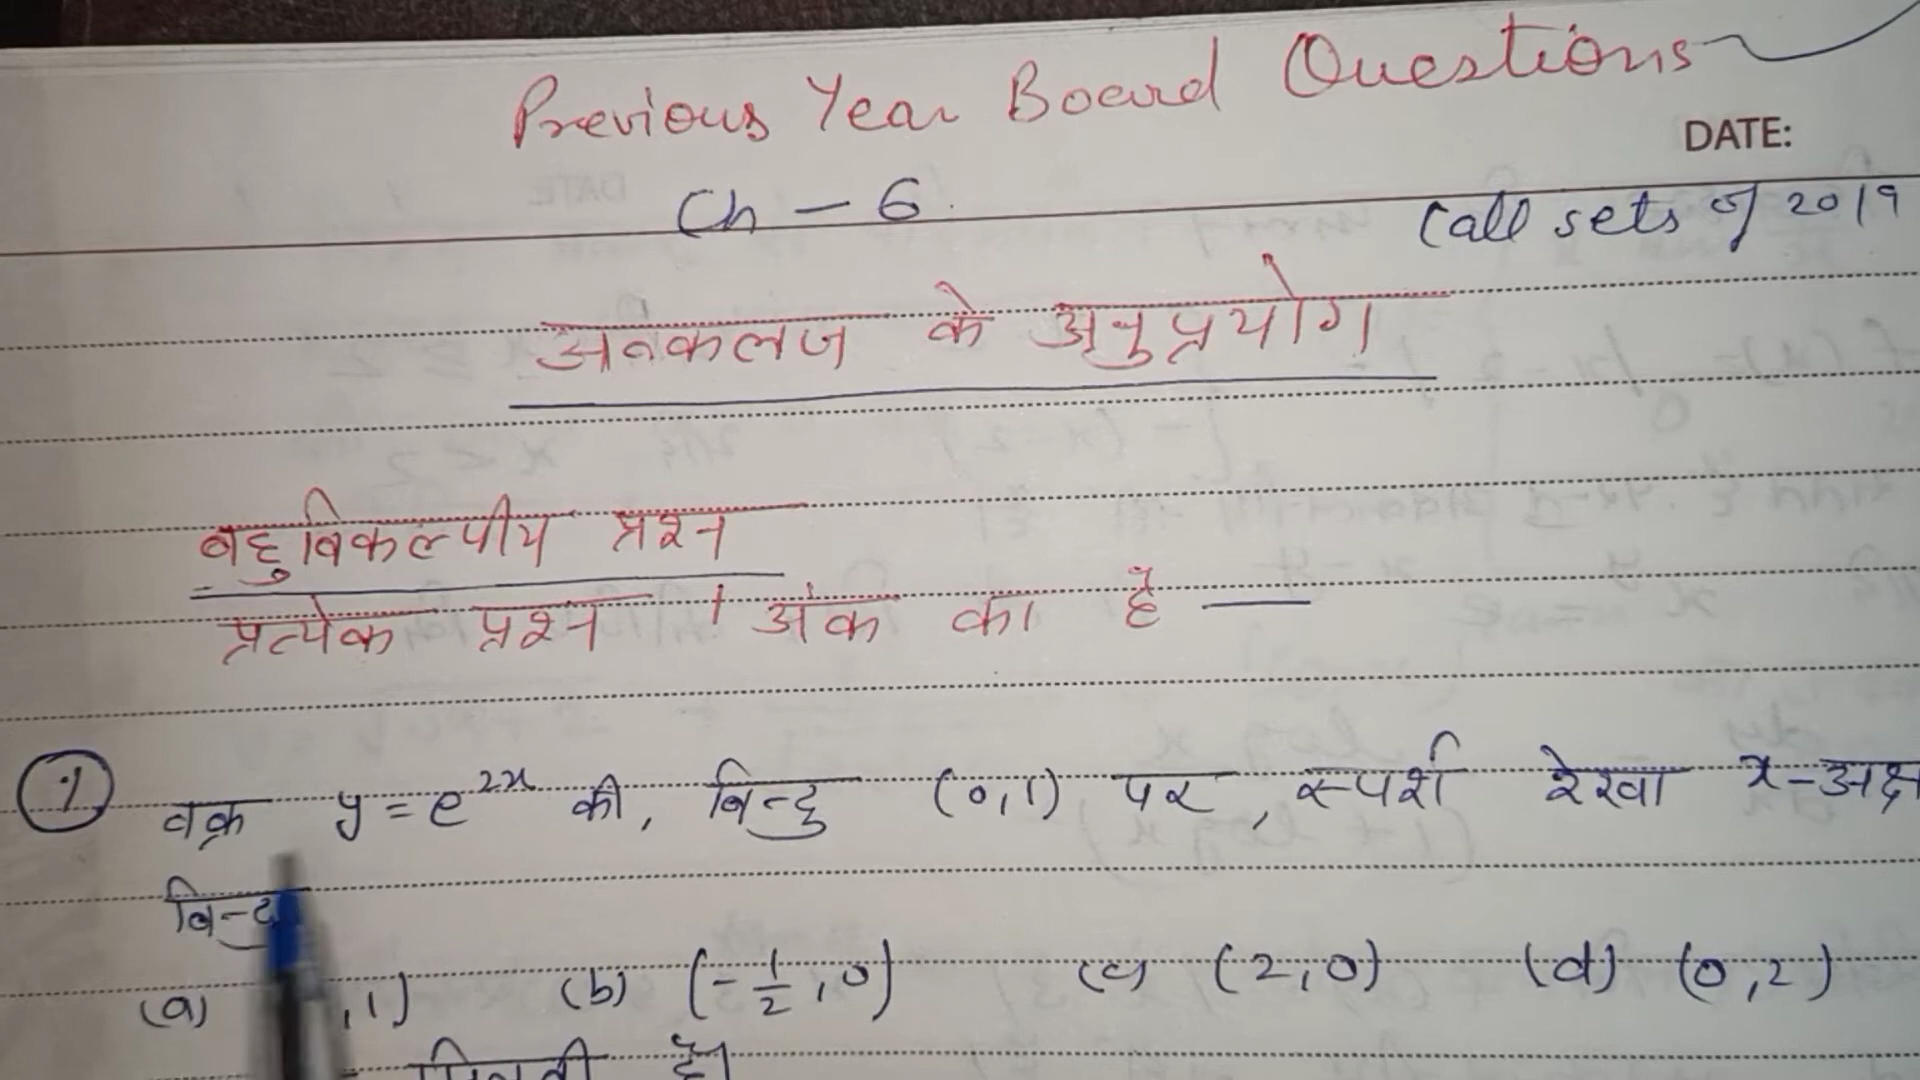 Previous Year Board Questions
DATE:
Ch - 6
(all sets of 2019
अवकलज के अनुप्रयोग
बहुविकल्पीय प्रश्न
प्रत्येक प्रश्न 1 अंक का है —
1 वक्र y = e^{2x} की, बिन्दु (0,1) पर, स्पर्श रेखा x-अक्ष
बिन्दु
(a) ,1) (b) (-1/2, 0) (c) (2,0) (d) (0,2)
है।